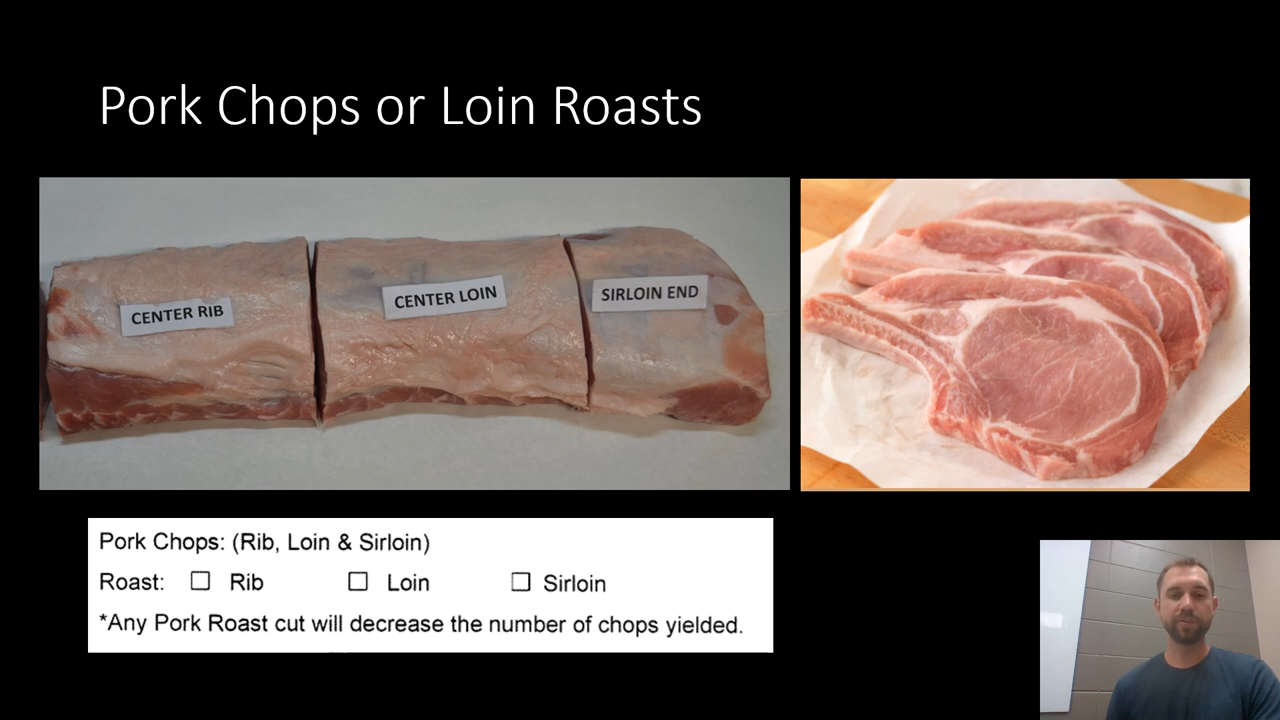 Pork Chops or Loin Roasts
CENTER RIB
CENTER LOIN
SIRLOIN END
Pork Chops: (Rib, Loin & Sirloin)
Roast: ☐ Rib ☐ Loin ☐ Sirloin
*Any Pork Roast cut will decrease the number of chops yielded.